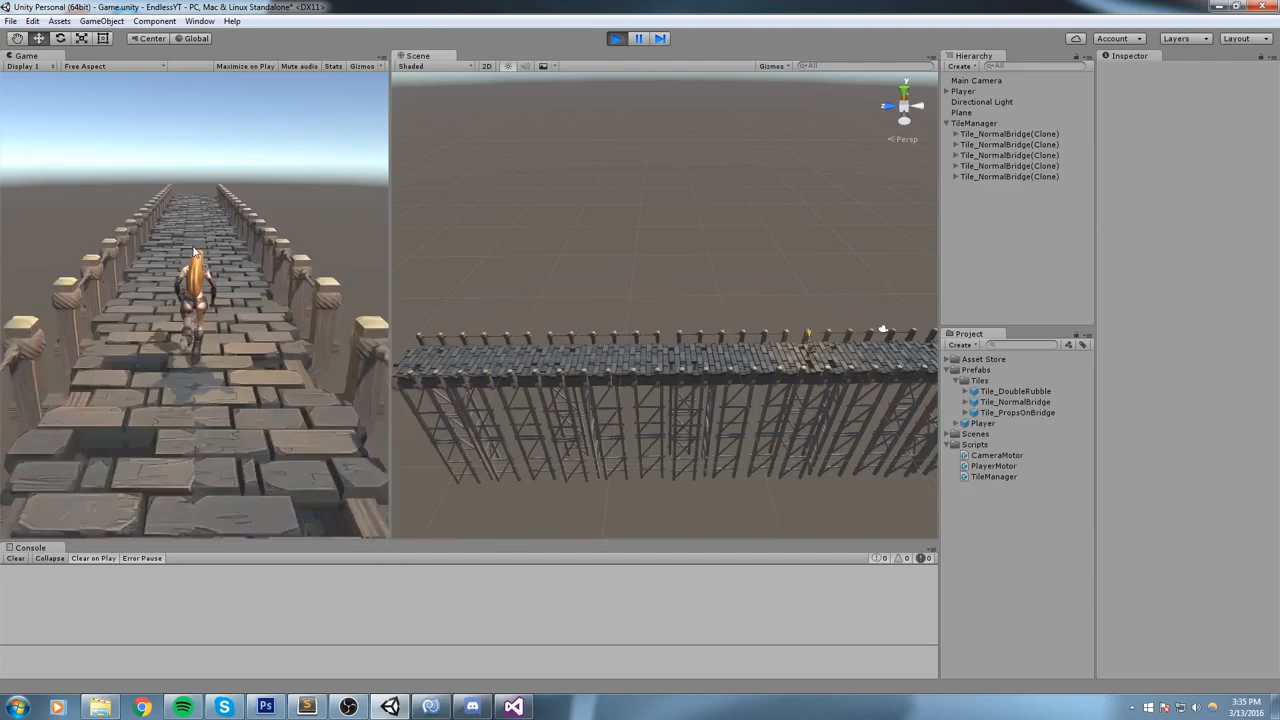 Unity Personal (64bit) - Game.unity - EndlessYT - PC, Mac & Linux Standalone* <DX11>
File Edit Assets GameObject Component Window Help
Center Global Account Layers Layout
Game Scene Hierarchy Inspector
Display 1 Free Aspect Maximize on Play Mute audio Stats Gizmos Shaded 2D Gizmos All Create All
Main Camera
Player
Directional Light
Plane
TileManager
Tile_NormalBridge(Clone)
Tile_NormalBridge(Clone)
Tile_NormalBridge(Clone)
Tile_NormalBridge(Clone)
Tile_NormalBridge(Clone)
y
z
Persp
Project
Create
Asset Store
Prefabs
Tiles
Tile_DoubleRubble
Tile_NormalBridge
Tile_PropsOnBridge
Player
Scenes
Scripts
CameraMotor
PlayerMotor
TileManager
Console
Clear Collapse Clear on Play Error Pause 0 0 0
3:35 PM
3/13/2016